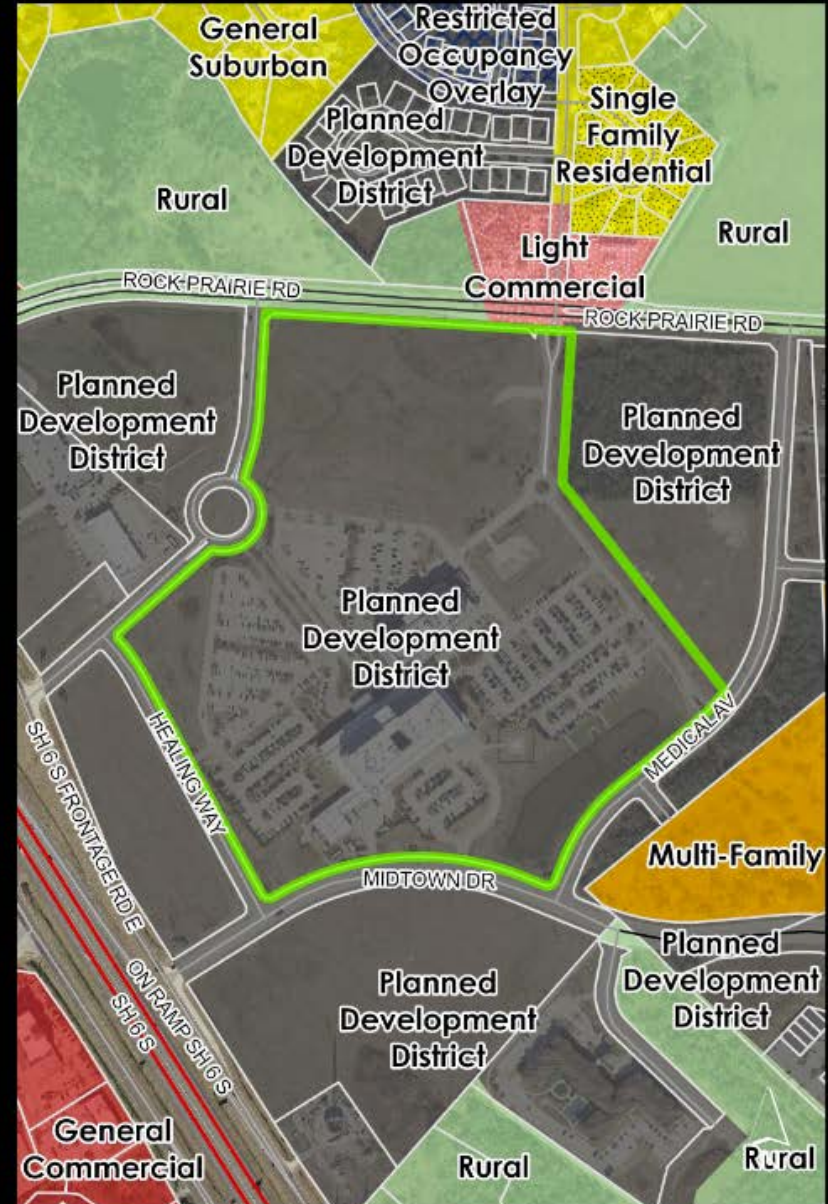 General
Suburban
Restricted
Occupancy
Overlay
Planned
Development
District
Single
Family
Residential
Rural
Light
Commercial
Rural
ROCK PRAIRIE RD
ROCK PRAIRIE RD
Planned
Development
District
Planned
Development
District
Planned
Development
District
HEALING WAY
SH 6 S FRONTAGE RD E
MEDICAL AV
MIDTOWN DR
Multi-Family
ON RAMP SH 6 S
SH 6 S
Planned
Development
District
Planned
Development
District
General
Commercial
Rural
Rural